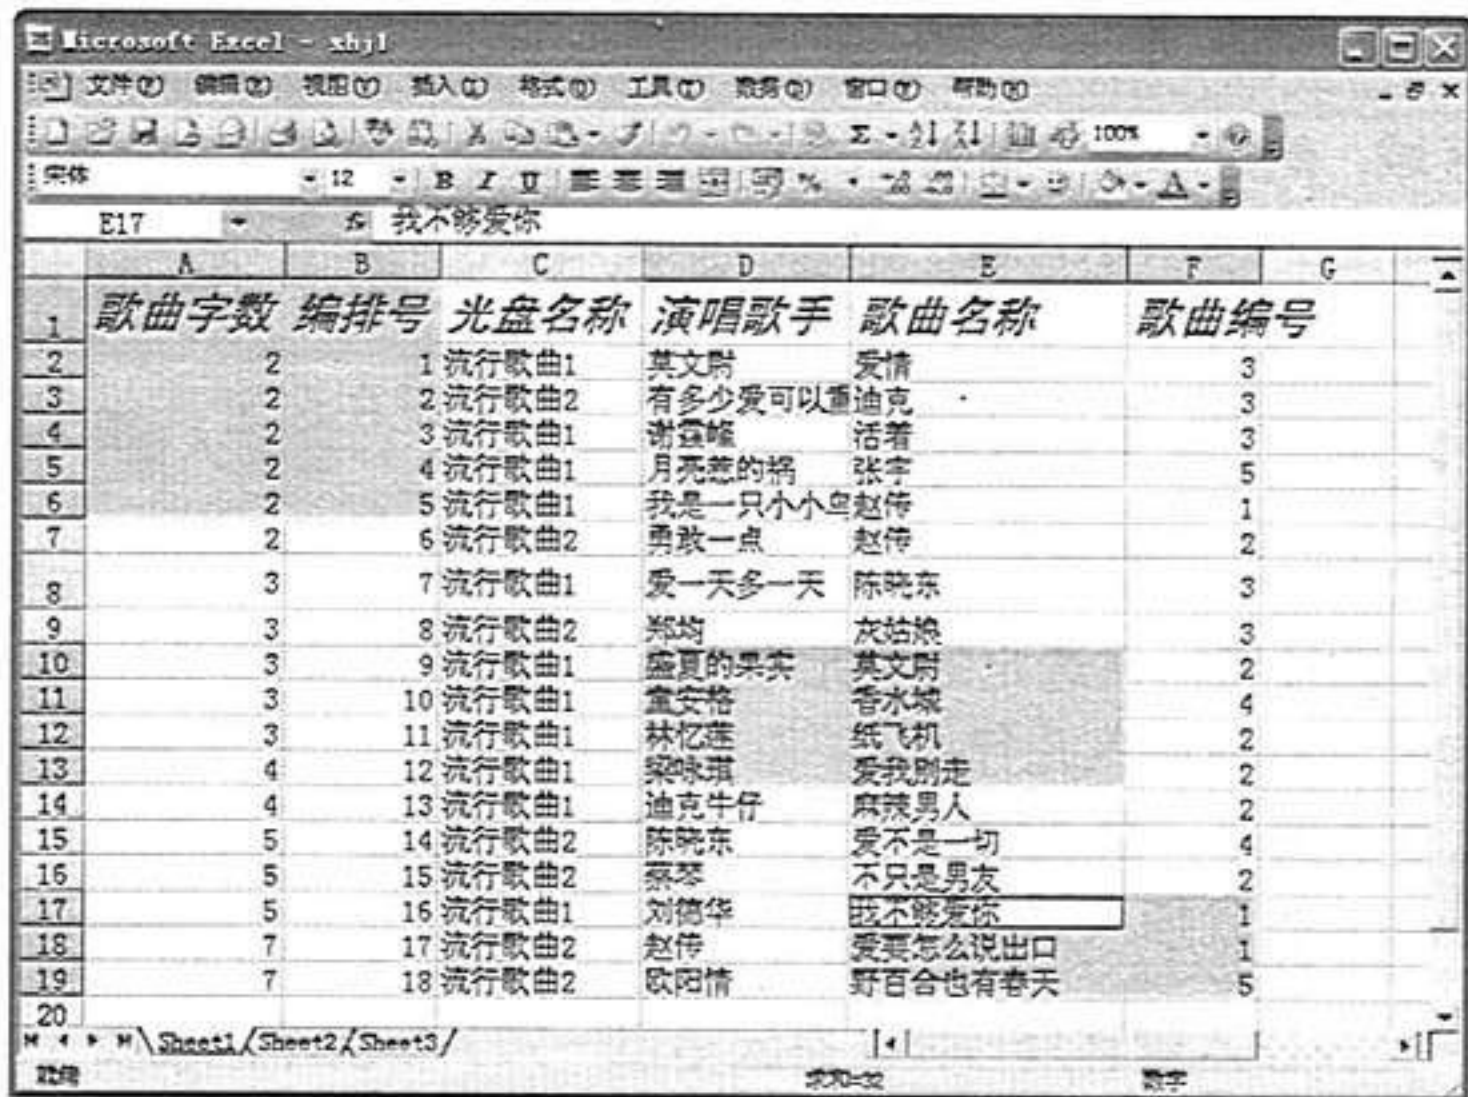 Microsoft Excel - xhjl
文件(F) 编辑(E) 视图(V) 插入(I) 格式(O) 工具(T) 数据(D) 窗口(W) 帮助(H)
Σ 100%
宋体 12 B I U %
E17 fx 我不够爱你
A B C D E F G
1 歌曲字数 编排号 光盘名称 演唱歌手 歌曲名称 歌曲编号
2 2 1 流行歌曲1 莫文尉 爱情 3
3 2 2 流行歌曲2 有多少爱可以重 迪克 3
4 2 3 流行歌曲1 谢霆峰 活着 3
5 2 4 流行歌曲1 月亮惹的祸 张宇 5
6 2 5 流行歌曲1 我是一只小小鸟 赵传 1
7 2 6 流行歌曲2 勇敢一点 赵传 2
8 3 7 流行歌曲1 爱一天多一天 陈晓东 3
9 3 8 流行歌曲2 郑均 灰姑娘 3
10 3 9 流行歌曲1 盛夏的果实 莫文尉 2
11 3 10 流行歌曲1 童安格 香水城 4
12 3 11 流行歌曲1 林忆莲 纸飞机 2
13 4 12 流行歌曲1 梁咏琪 爱我别走 2
14 4 13 流行歌曲1 迪克牛仔 麻辣男人 2
15 5 14 流行歌曲2 陈晓东 爱不是一切 4
16 5 15 流行歌曲2 蔡琴 不只是男友 2
17 5 16 流行歌曲1 刘德华 我不够爱你 1
18 7 17 流行歌曲2 赵传 爱要怎么说出口 1
19 7 18 流行歌曲2 欧阳情 野百合也有春天 5
20
Sheet1 Sheet2 Sheet3
就绪 求和=32 数字